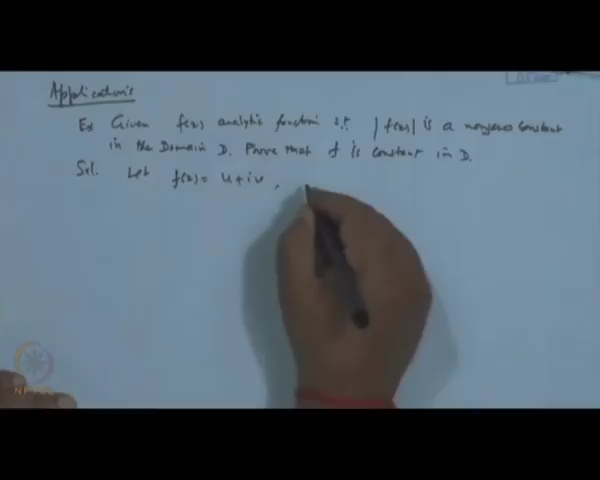 Applications
Ex Given f(z) analytic function s.t. |f(z)| is a nonzero constant
in the Domain D. Prove that f is constant in D.
Sol. Let f(z) = u+iv,